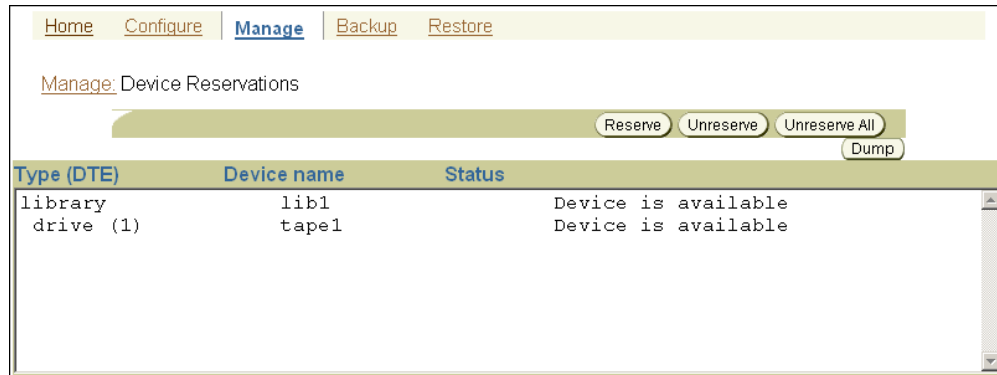 Home Configure Manage Backup Restore
Manage: Device Reservations
Reserve Unreserve Unreserve All
Dump
Type (DTE) Device name Status
library lib1 Device is available
drive (1) tape1 Device is available